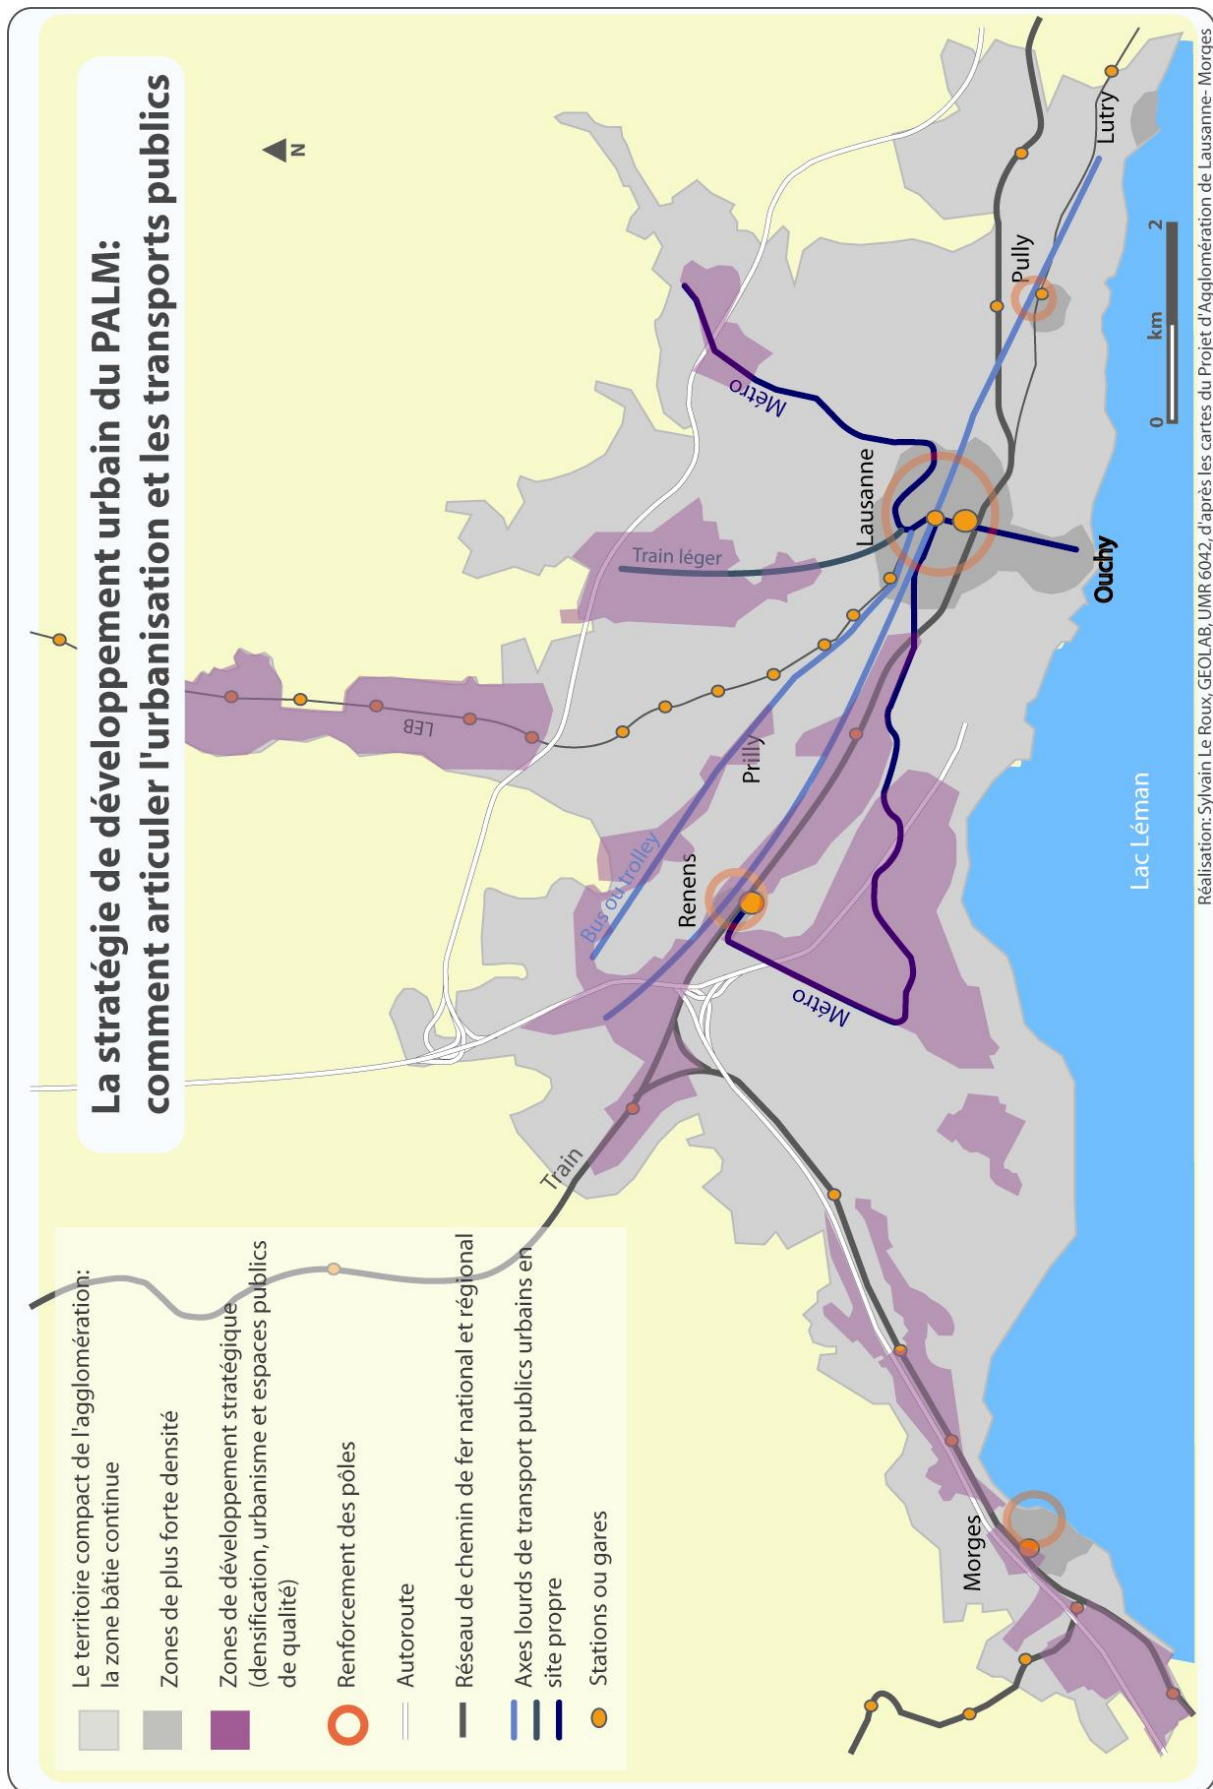 La stratégie de développement urbain du PALM:
comment articuler l'urbanisation et les transports publics
N
Le territoire compact de l'agglomération:
la zone bâtie continue
Zones de plus forte densité
Zones de développement stratégique
(densification, urbanisme et espaces publics
de qualité)
Renforcement des pôles
Autoroute
Réseau de chemin de fer national et régional
Axes lourds de transport publics urbains en
site propre
Stations ou gares
Train
LEB
Bus ou trolley
Train léger
Métro
Prilly
Renens
Lausanne
Métro
Pully
Lutry
Morges
Ouchy
Lac Léman
0 km 2
Réalisation: Sylvain Le Roux, GEOLAB, UMR 6042, d'après les cartes du Projet d'Agglomération de Lausanne- Morges